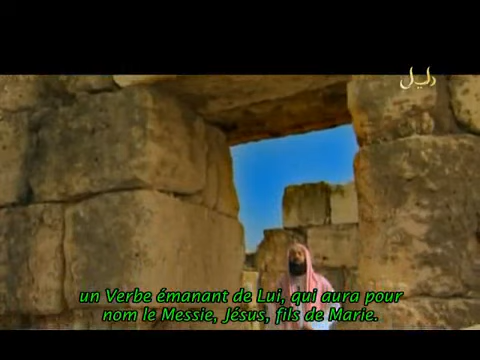 دليل
un Verbe émanant de Lui, qui aura pour
nom le Messie, Jésus, fils de Marie.